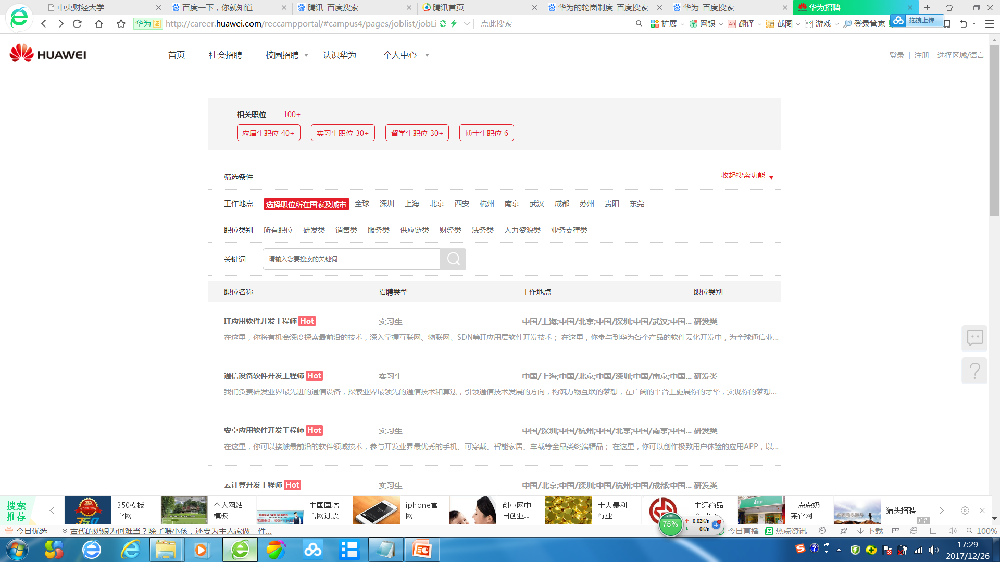 中央财经大学
百度一下，你就知道
腾讯_百度搜索
腾讯首页
华为的轮岗制度_百度搜索
华为_百度搜索
华为招聘
华为 证 http://career.huawei.com/reccampportal/#campus4/pages/joblist/jobLi
点此搜索
扩展 网银 翻译 截图 游戏 登录管家
拖拽上传
HUAWEI
首页 社会招聘 校园招聘 认识华为 个人中心
登录 | 注册 选择区域/语言
相关职位 100+
应届生职位 40+ 实习生职位 30+ 留学生职位 30+ 博士生职位 6
筛选条件
收起搜索功能
工作地点 选择职位所在国家及城市 全球 深圳 上海 北京 西安 杭州 南京 武汉 成都 苏州 贵阳 东莞
职位类别 所有职位 研发类 销售类 服务类 供应链类 财经类 法务类 人力资源类 业务支撑类
关键词 请输入您要搜索的关键词
职位名称 招聘类型 工作地点 职位类别
IT应用软件开发工程师 Hot 实习生 中国/上海;中国/北京;中国/深圳;中国/武汉;中国... 研发类
在这里，你将有机会深度探索最前沿的技术，深入掌握互联网、物联网、SDN等IT应用层软件开发技术； 在这里，你参与到华为各个产品的软件云化开发中，为全球通信业...
通信设备软件开发工程师 Hot 实习生 中国/上海;中国/北京;中国/深圳;中国/南京;中国... 研发类
我们负责研发业界最先进的通信设备，探索业界最领先的通信技术和算法，引领通信技术发展的方向，构筑万物互联的梦想，在广阔的平台上施展你的才华，实现你的梦想...
安卓应用软件开发工程师 Hot 实习生 中国/深圳;中国/杭州;中国/北京;中国/南京;中国... 研发类
在这里，你可以接触最前沿的软件领域技术，参与开发业界最优秀的手机、可穿戴、智能家居、车载等全品类终端精品； 在这里，你可以创作极致用户体验的应用APP，以...
云计算开发工程师 Hot 实习生 中国/北京;中国/深圳;中国/杭州;中国/成都;中国... 研发类
搜索
推荐
350模板
官网
个人网站
模板
中国国航
官网订票
iphone官
网
创业网中
国创业...
十大暴利
行业
中远商品
一点点奶
茶官网
猎头招聘
广告
75%
0.02K/s
0K/s
今日优选
古代的奶娘为何难当？除了喂小孩，还要为主人家做一件...
今日直播 热点资讯 下载 100%
17:29
2017/12/26